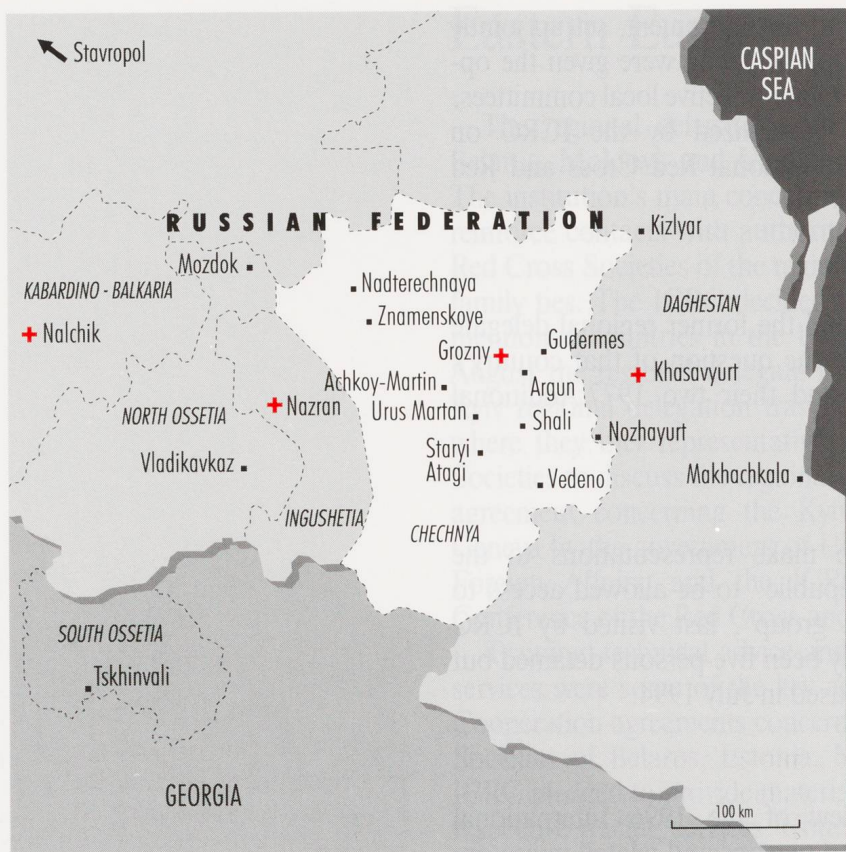 Stavropol
CASPIAN
SEA
RUSSIAN FEDERATION
Kizlyar
Mozdok
KABARDINO - BALKARIA
Nadterechnaya
DAGHESTAN
Znamenskoye
Nalchik
Gudermes
Grozny
Khasavyurt
Achkoy-Martin
Argun
Nazran
Urus Martan
NORTH OSSETIA
Shali
Nozhayurt
Staryi
Atagi
Vladikavkaz
Vedeno
Makhachkala
INGUSHETIA
CHECHNYA
SOUTH OSSETIA
Tskhinvali
GEORGIA
100 km